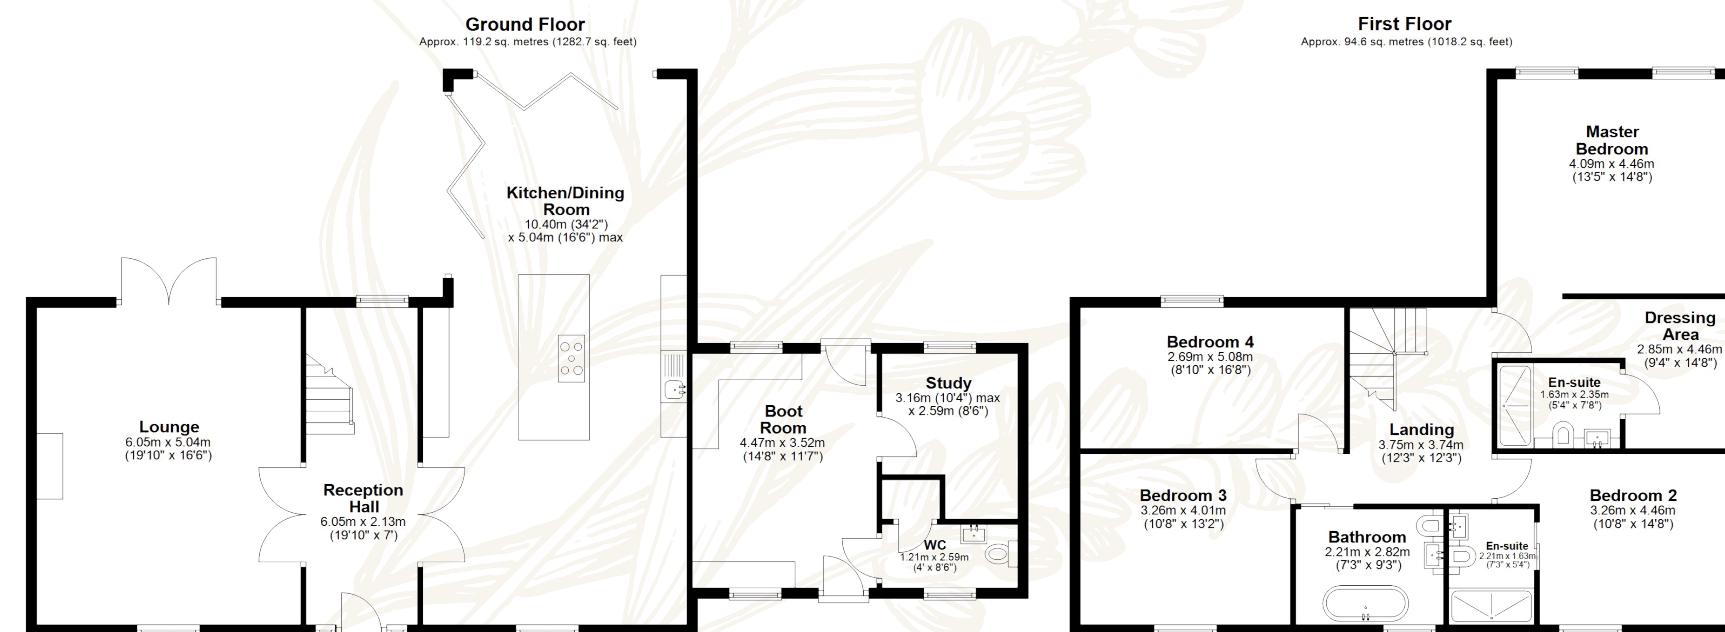 Ground Floor
Approx. 119.2 sq. metres (1282.7 sq. feet)
Kitchen/Dining
Room
10.40m (34'2")
x 5.04m (16'6") max
Lounge
6.05m x 5.04m
(19'10" x 16'6")
Reception
Hall
6.05m x 2.13m
(19'10" x 7')
Boot
Room
4.47m x 3.52m
(14'8" x 11'7")
Study
3.16m (10'4") max
x 2.59m (8'6")
WC
1.21m x 2.59m
(4' x 8'6")
First Floor
Approx. 94.6 sq. metres (1018.2 sq. feet)
Master
Bedroom
4.09m x 4.46m
(13'5" x 14'8")
Dressing
Area
2.85m x 4.46m
(9'4" x 14'8")
Bedroom 4
2.69m x 5.08m
(8'10" x 16'8")
En-suite
1.63m x 2.35m
(5'4" x 7'8")
Landing
3.75m x 3.74m
(12'3" x 12'3")
Bedroom 3
3.26m x 4.01m
(10'8" x 13'2")
Bedroom 2
3.26m x 4.46m
(10'8" x 14'8")
Bathroom
2.21m x 2.82m
(7'3" x 9'3")
En-suite
2.21m x 1.63m
(7'3" x 5'4")